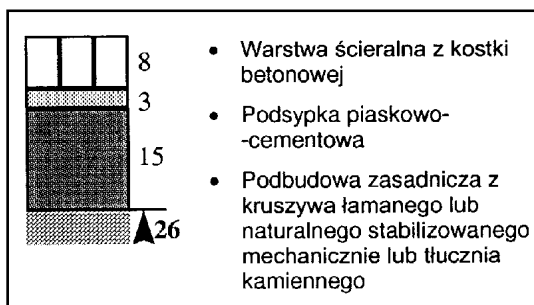 8
3
15
26
• Warstwa ścieralna z kostki
betonowej
• Podsypka piaskowo-
-cementowa
• Podbudowa zasadnicza z
kruszywa łamanego lub
naturalnego stabilizowanego
mechanicznie lub tłucznia
kamiennego